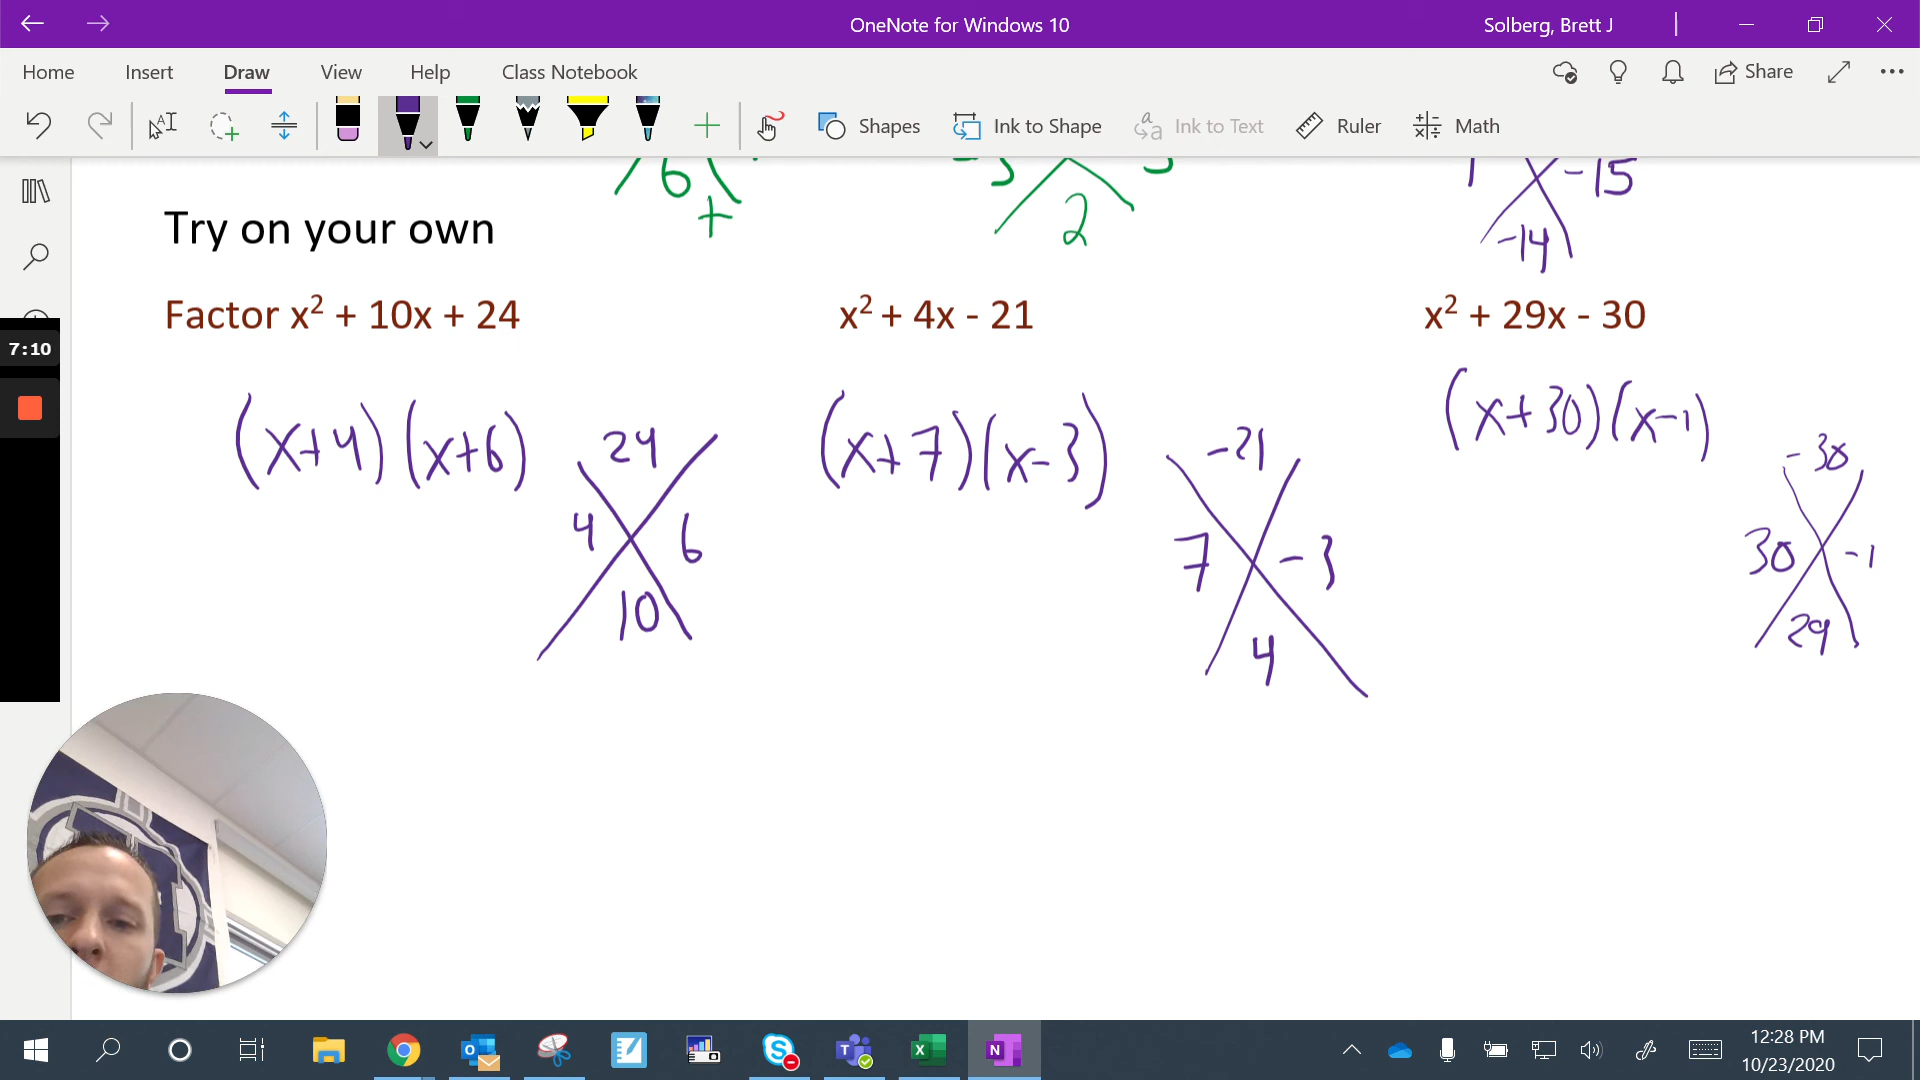 OneNote for Windows 10
Solberg, Brett J
Home Insert Draw View Help Class Notebook Share
Shapes Ink to Shape Ink to Text Ruler Math
6 +
2
1 -15
-14
Try on your own
Factor x² + 10x + 24
x² + 4x - 21
x² + 29x - 30
7:10
(x+4)(x+6)
24
4 6
10
(x+7)(x-3)
-21
7 -3
4
(x+30)(x-1)
-30
30 -1
29
12:28 PM
10/23/2020